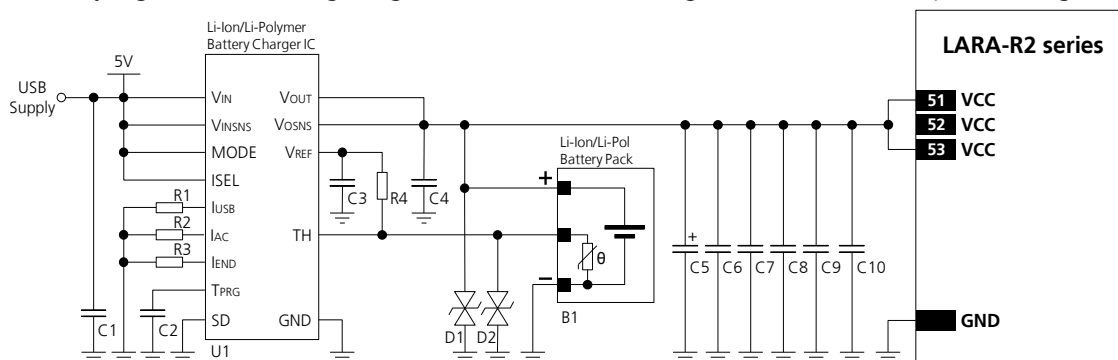 Li-Ion/Li-Polymer
Battery Charger IC
LARA-R2 series
5V
USB
Supply
VIN
VINSNS
MODE
ISEL
IUSB
IAC
IEND
TPRG
SD
VOUT
VOSNS
VREF
TH
GND
U1
R1
R2
R3
C1
C2
C3
R4
C4
Li-Ion/Li-Pol
Battery Pack
+
θ
–
B1
D1
D2
+
C5
C6
C7
C8
C9
C10
51 VCC
52 VCC
53 VCC
GND